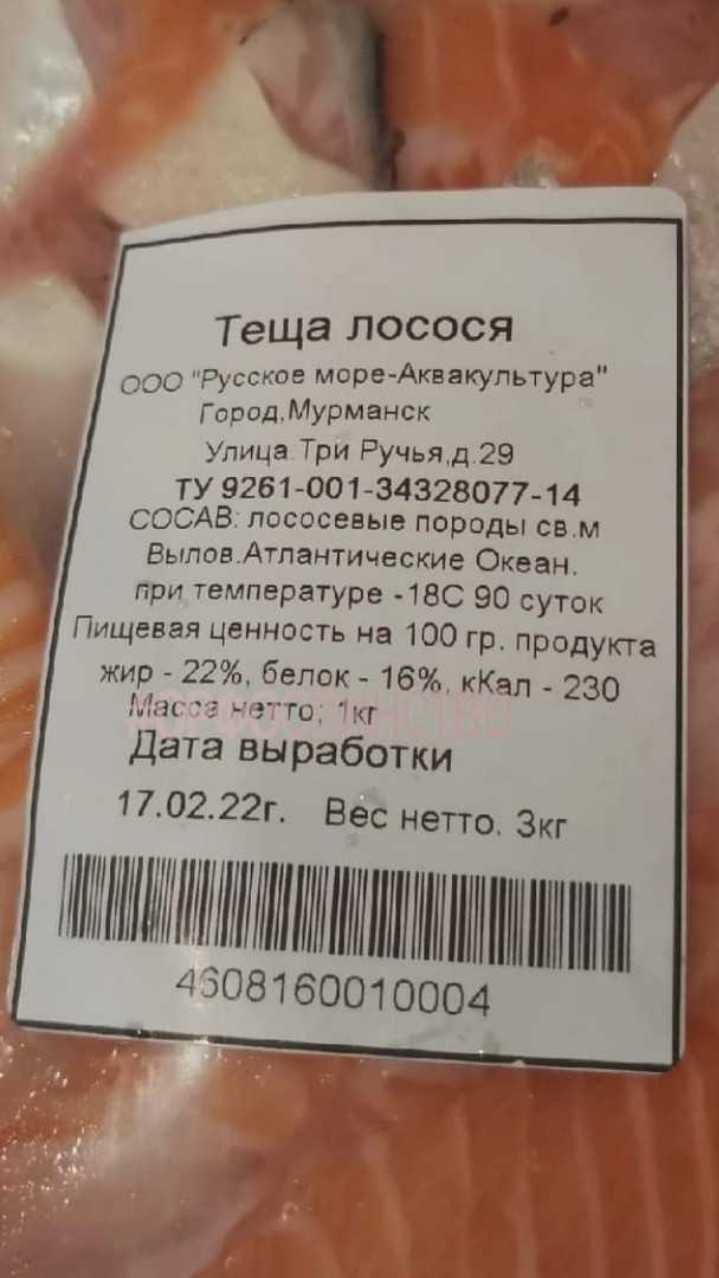 Теща лосося
ООО "Русское море-Аквакультура"
Город,Мурманск
Улица.Три Ручья,д.29
ТУ 9261-001-34328077-14
СОСАВ: лососевые породы св.м
Вылов.Атлантические Океан.
при температуре -18С 90 суток
Пищевая ценность на 100 гр. продукта
жир - 22%, белок - 16%, кКал - 230
Масса нетто; 1кг
Дата выработки
17.02.22г. Вес нетто. 3кг
4608160010004